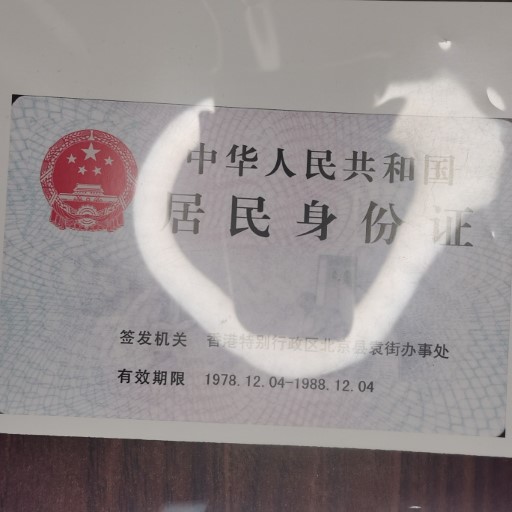 中华人民共和国
居民身份证
签发机关 香港特别行政区北京县袁街办事处
有效期限 1978.12.04-1988.12.04